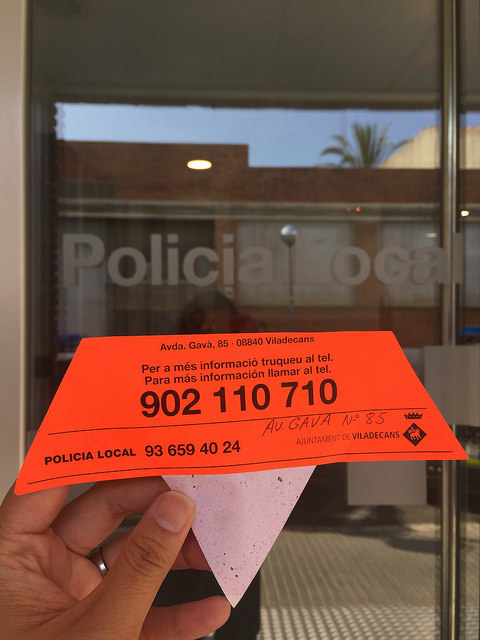 Policia Local
Avda. Gavà, 85 - 08840 Viladecans
Per a més informació truqueu al tel.
Para más información llamar al tel.
902 110 710
AV. GAVA Nº 85
POLICIA LOCAL 93 659 40 24
AJUNTAMENT DE VILADECANS